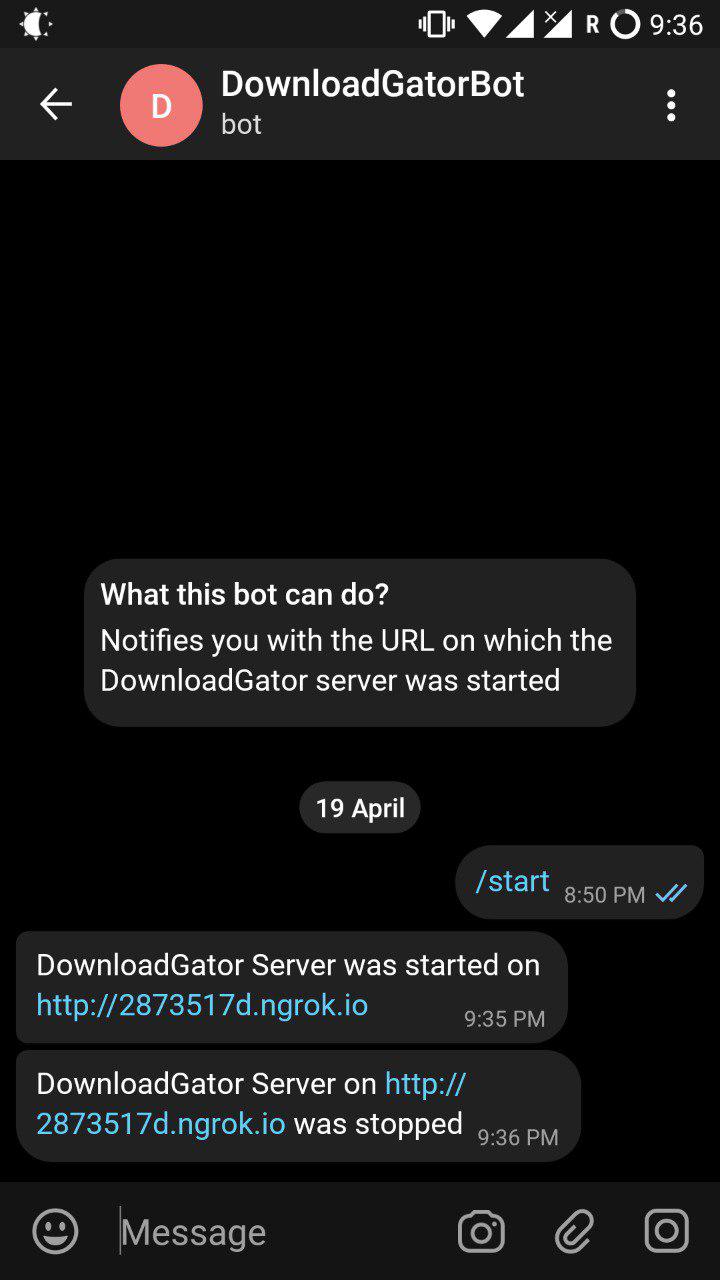 R 9:36
D
DownloadGatorBot
bot
What this bot can do?
Notifies you with the URL on which the
DownloadGator server was started
19 April
/start 8:50 PM
DownloadGator Server was started on
http://2873517d.ngrok.io 9:35 PM
DownloadGator Server on http://
2873517d.ngrok.io was stopped 9:36 PM
Message